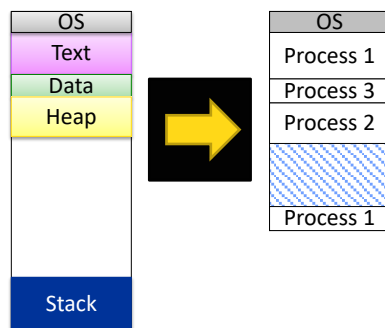 OS
Text
Data
Heap
Stack
OS
Process 1
Process 3
Process 2
Process 1